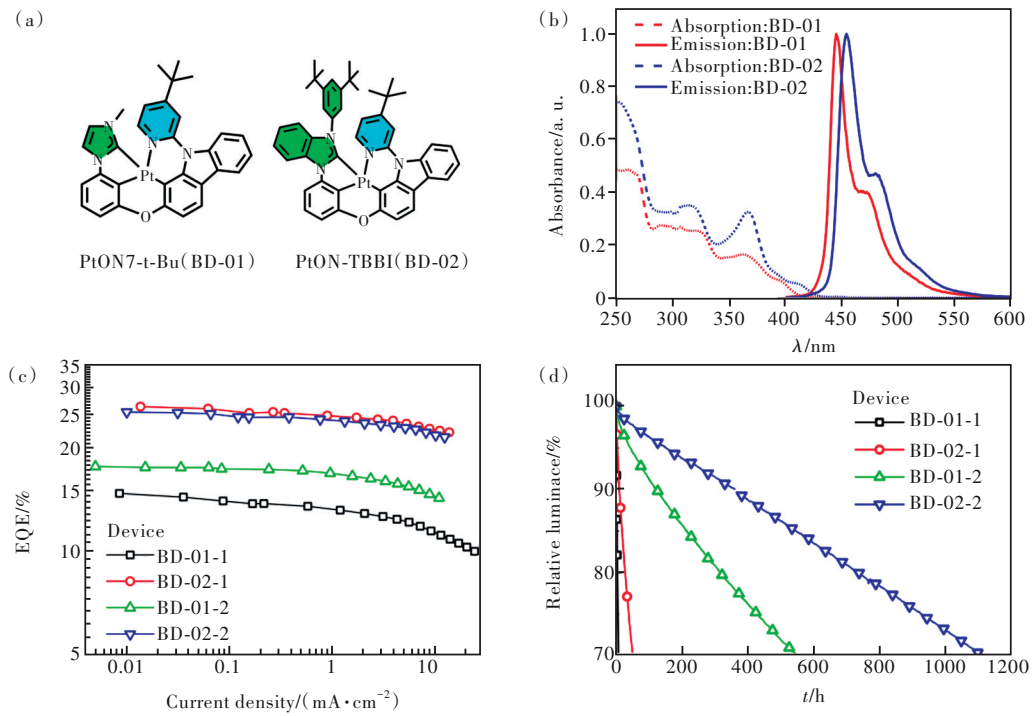 (a)
N
N
N
N
Pt
O
N
N
N
N
Pt
O
PtON7-t-Bu(BD-01)
PtON-TBBI(BD-02)
(b)
Absorption:BD-01
Emission:BD-01
Absorption:BD-02
Emission:BD-02
Absorbance/a. u.
1.0
0.8
0.6
0.4
0.2
0
250 300 350 400 450 500 550 600
λ/nm
(c)
EQE/%
35
30
25
20
15
10
5
Device
BD-01-1
BD-02-1
BD-01-2
BD-02-2
0.01 0.1 1 10
Current density/(mA·cm−2)
(d)
Relative luminace/%
100
90
80
70
Device
BD-01-1
BD-02-1
BD-01-2
BD-02-2
0 200 400 600 800 1000 1200
t/h